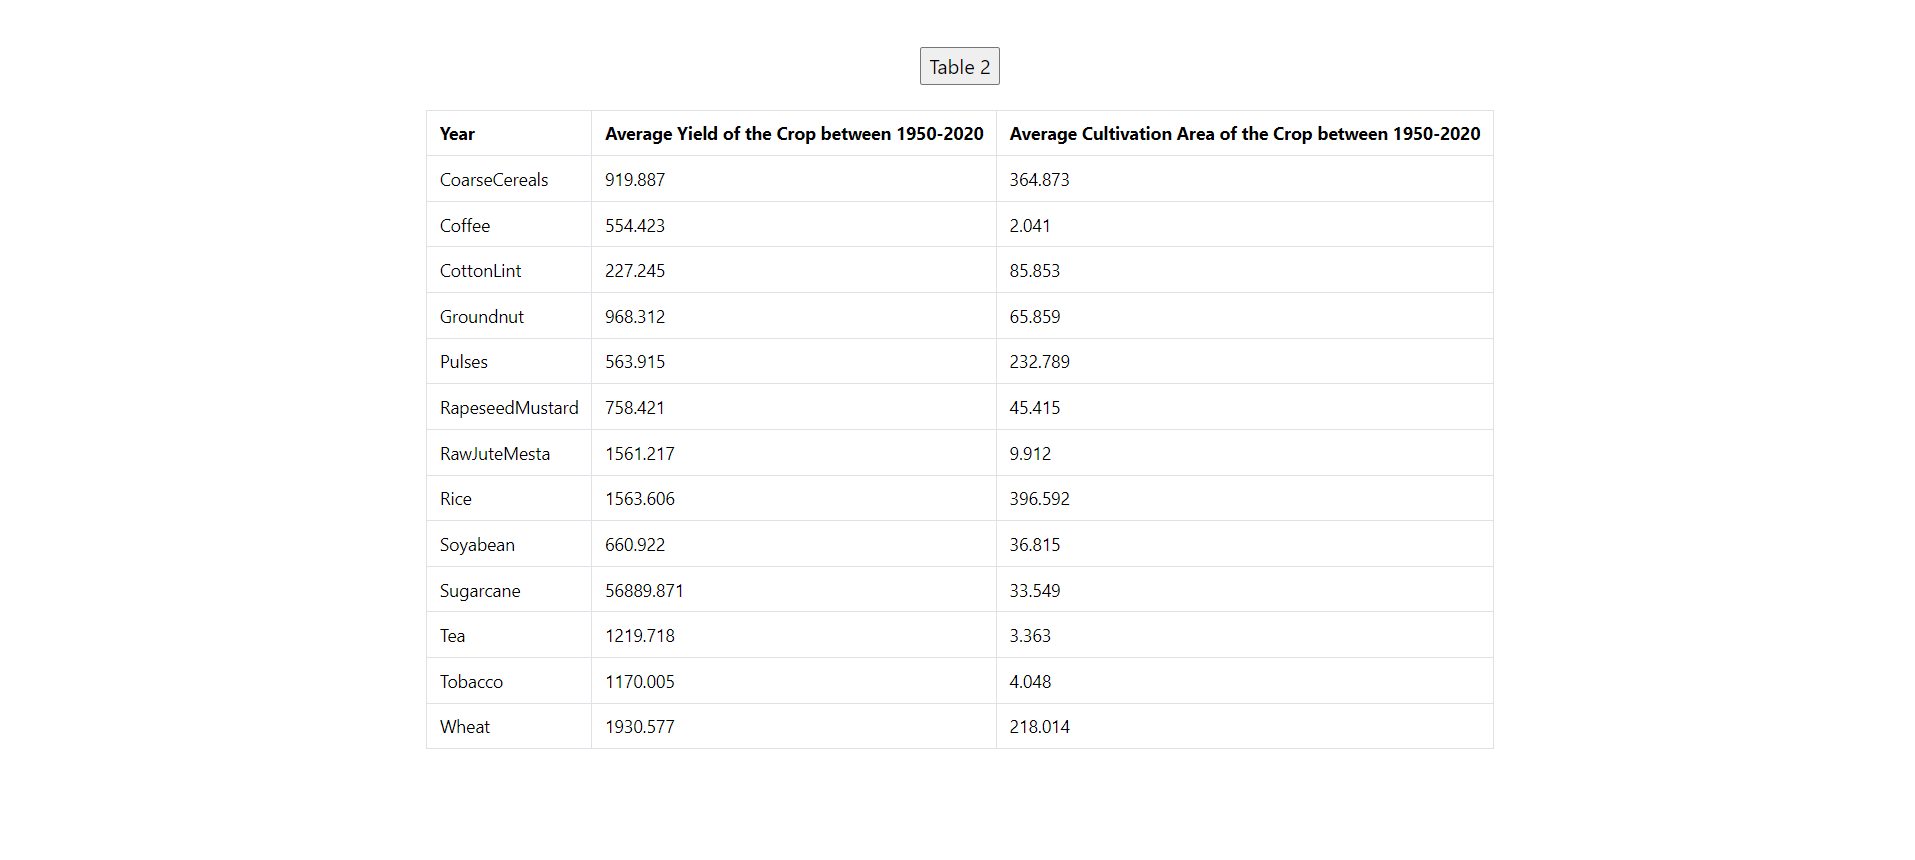 Table 2
Year Average Yield of the Crop between 1950-2020 Average Cultivation Area of the Crop between 1950-2020
CoarseCereals 919.887 364.873
Coffee 554.423 2.041
CottonLint 227.245 85.853
Groundnut 968.312 65.859
Pulses 563.915 232.789
RapeseedMustard 758.421 45.415
RawJuteMesta 1561.217 9.912
Rice 1563.606 396.592
Soyabean 660.922 36.815
Sugarcane 56889.871 33.549
Tea 1219.718 3.363
Tobacco 1170.005 4.048
Wheat 1930.577 218.014